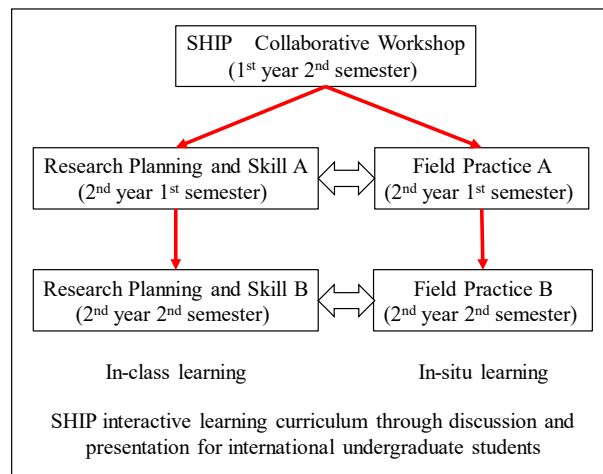 SHIP Collaborative Workshop
(1st year 2nd semester)
Research Planning and Skill A
(2nd year 1st semester)
Field Practice A
(2nd year 1st semester)
Research Planning and Skill B
(2nd year 2nd semester)
Field Practice B
(2nd year 2nd semester)
In-class learning
In-situ learning
SHIP interactive learning curriculum through discussion and
presentation for international undergraduate students